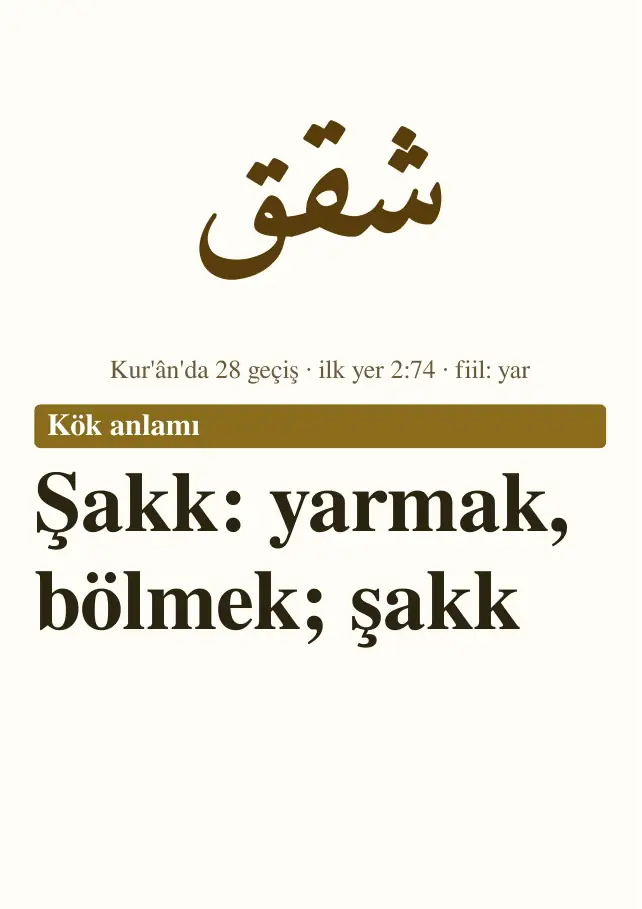 شقق
Kur'ân'da 28 geçiş · ilk yer 2:74 · fiil: yar
Kök anlamı
Şakk: yarmak,
bölmek; şakk